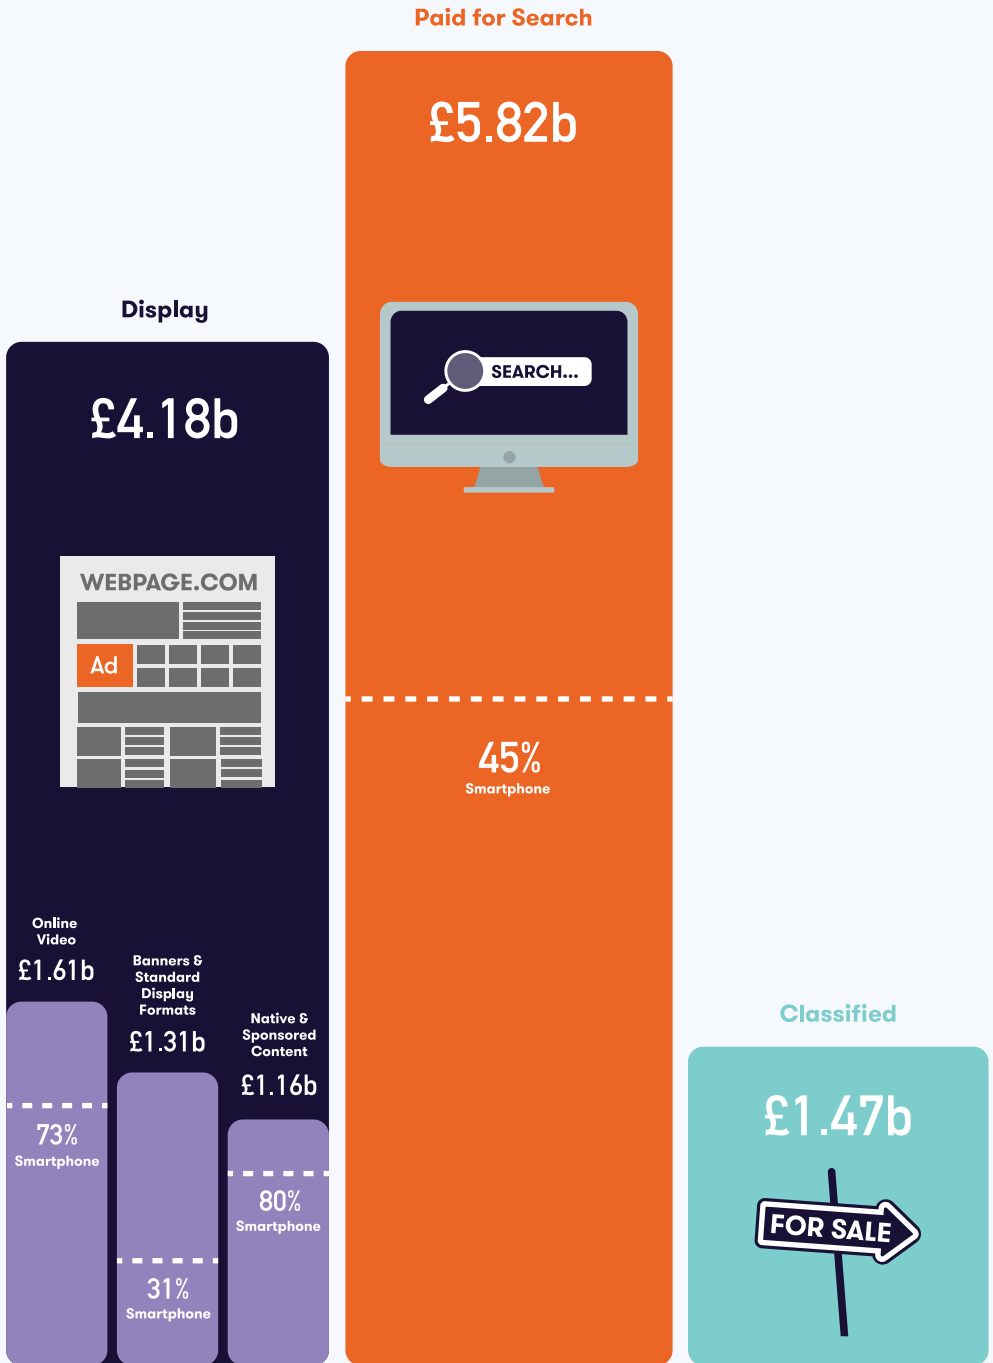 Paid for Search
£5.82b
SEARCH...
45%
Smartphone
Display
£4.18b
WEBPAGE.COM
Ad
Online
Video
£1.61b
73%
Smartphone
Banners &
Standard
Display
Formats
£1.31b
31%
Smartphone
Native &
Sponsored
Content
£1.16b
80%
Smartphone
Classified
£1.47b
FOR SALE